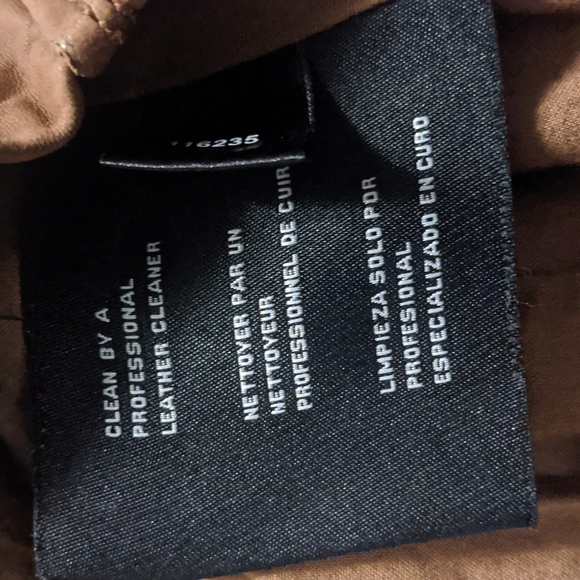 116235
CLEAN BY A
PROFESSIONAL
LEATHER CLEANER
NETTOYER PAR UN
NETTOYEUR
PROFESSIONNEL DE CUIR
LIMPIEZA SOLO POR
PROFESIONAL
ESPECIALIZADO EN CURO